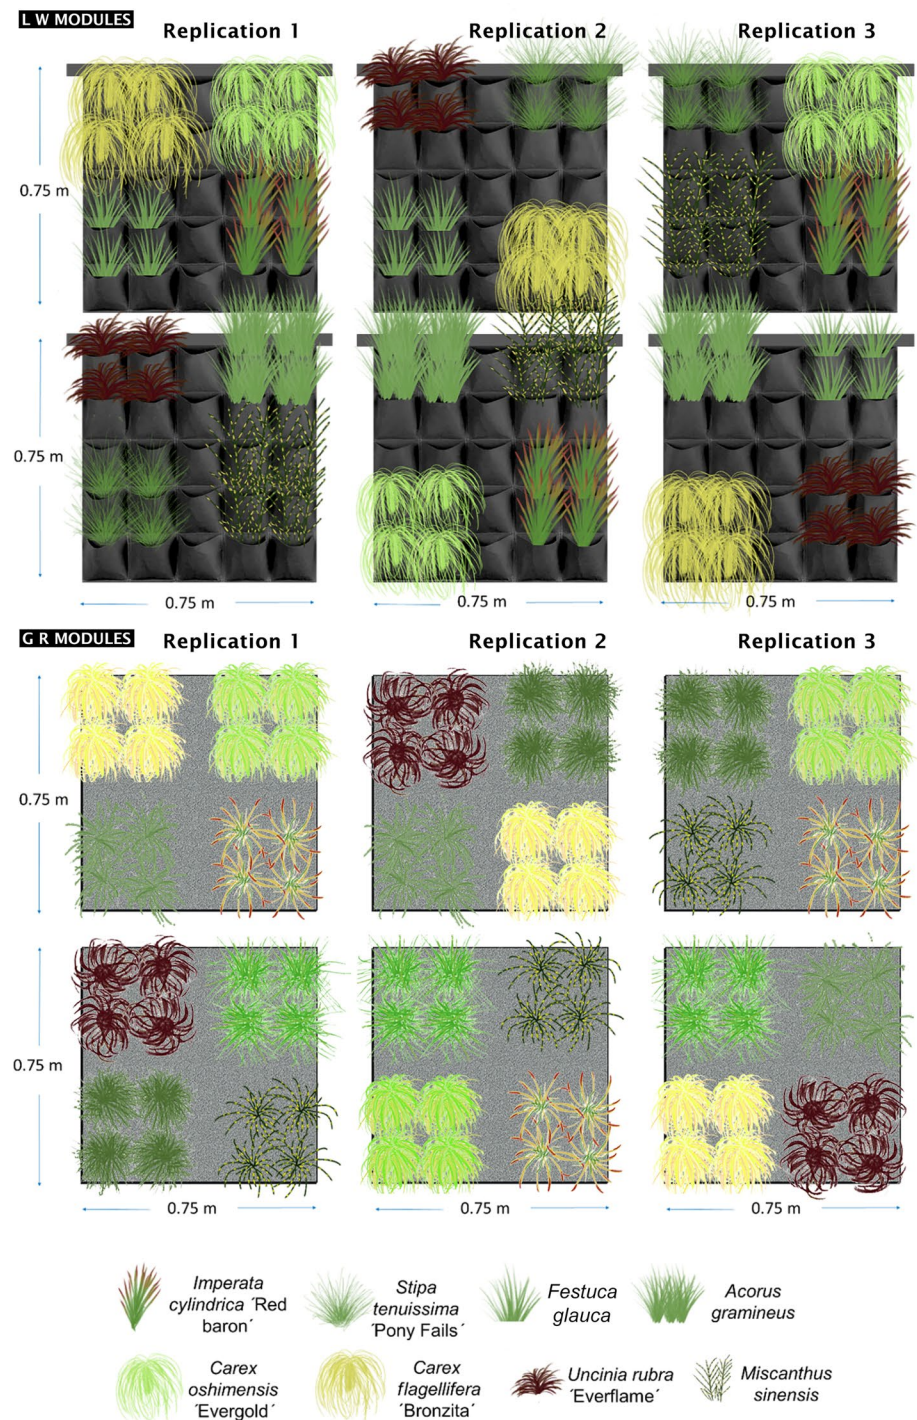 L W MODULES
Replication 1
Replication 2
Replication 3
0.75 m
0.75 m
0.75 m
0.75 m
0.75 m
G R MODULES
Replication 1
Replication 2
Replication 3
0.75 m
0.75 m
0.75 m
0.75 m
0.75 m
Imperata
cylindrica ´Red
baron´
Stipa
tenuissima
´Pony Fails´
Festuca
glauca
Acorus
gramineus
Carex
oshimensis
´Evergold´
Carex
flagellifera
´Bronzita´
Uncinia rubra
´Everflame´
Miscanthus
sinensis